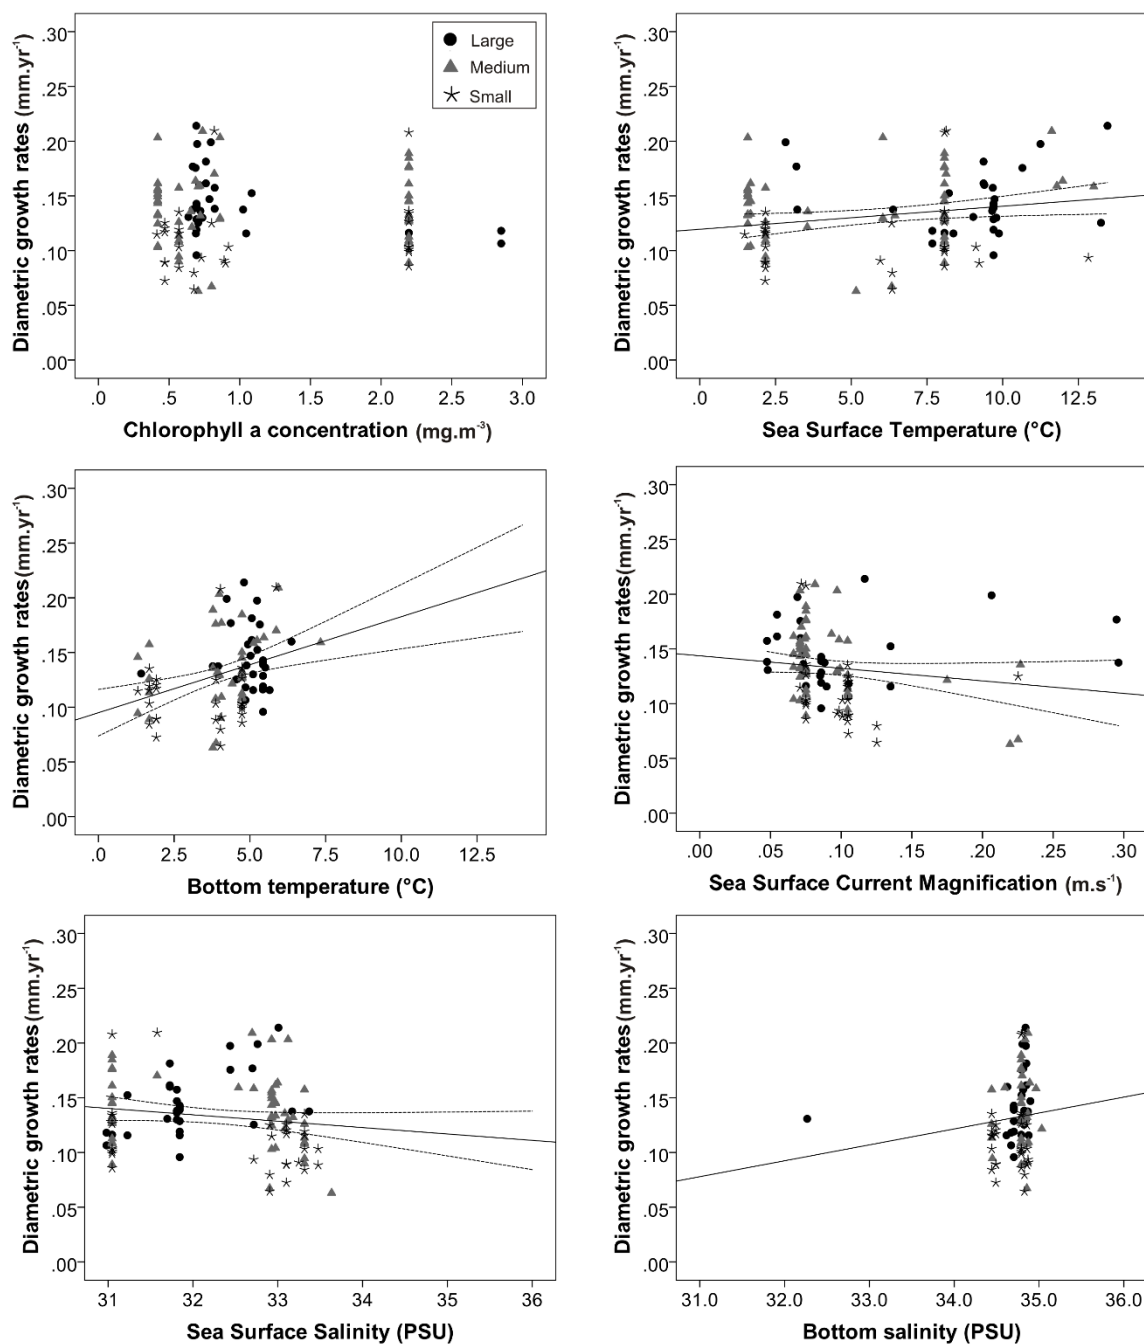 Diametric growth rates (mm.yr⁻¹)
.30
.25
.20
.15
.10
.05
.00
Large
Medium
Small
.0 .5 1.0 1.5 2.0 2.5 3.0
Chlorophyll a concentration (mg.m⁻³)
Diametric growth rates (mm.yr⁻¹)
.30
.25
.20
.15
.10
.05
.00
.0 2.5 5.0 7.5 10.0 12.5
Sea Surface Temperature (°C)
Diametric growth rates(mm.yr⁻¹)
.30
.25
.20
.15
.10
.05
.00
.0 2.5 5.0 7.5 10.0 12.5
Bottom temperature (°C)
Diametric growth rates(mm.yr⁻¹)
.30
.25
.20
.15
.10
.05
.00
.00 .05 .10 .15 .20 .25 .30
Sea Surface Current Magnification (m.s⁻¹)
Diametric growth rates(mm.yr⁻¹)
.30
.25
.20
.15
.10
.05
.00
31 32 33 34 35 36
Sea Surface Salinity (PSU)
Diametric growth rates(mm.yr⁻¹)
.30
.25
.20
.15
.10
.05
.00
31.0 32.0 33.0 34.0 35.0 36.0
Bottom salinity (PSU)